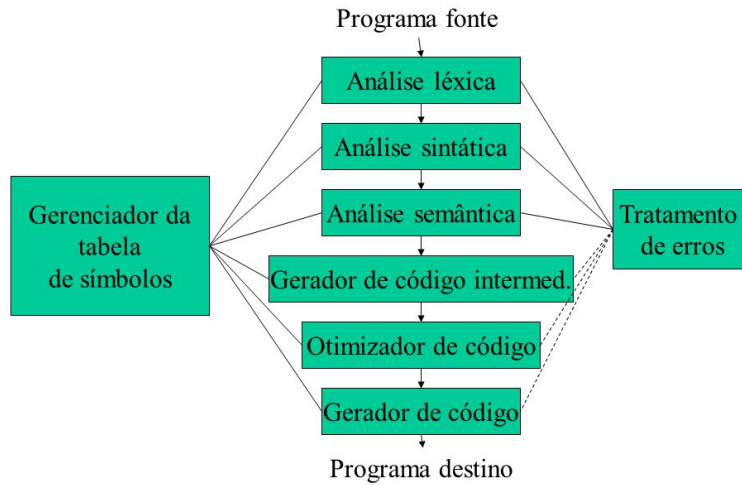 Programa fonte
Análise léxica
Análise sintática
Análise semântica
Gerador de código intermed.
Otimizador de código
Gerador de código
Programa destino
Gerenciador da
tabela
de símbolos
Tratamento
de erros